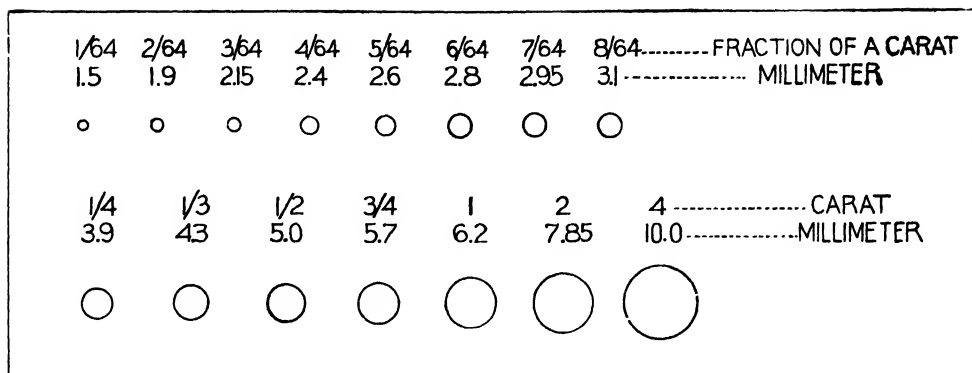 1/64 2/64 3/64 4/64 5/64 6/64 7/64 8/64-------- FRACTION OF A CARAT
1.5 1.9 2.15 2.4 2.6 2.8 2.95 3.1 -------------- MILLIMETER
1/4 1/3 1/2 3/4 1 2 4 --------------- CARAT
3.9 4.3 5.0 5.7 6.2 7.85 10.0 -------------MILLIMETER